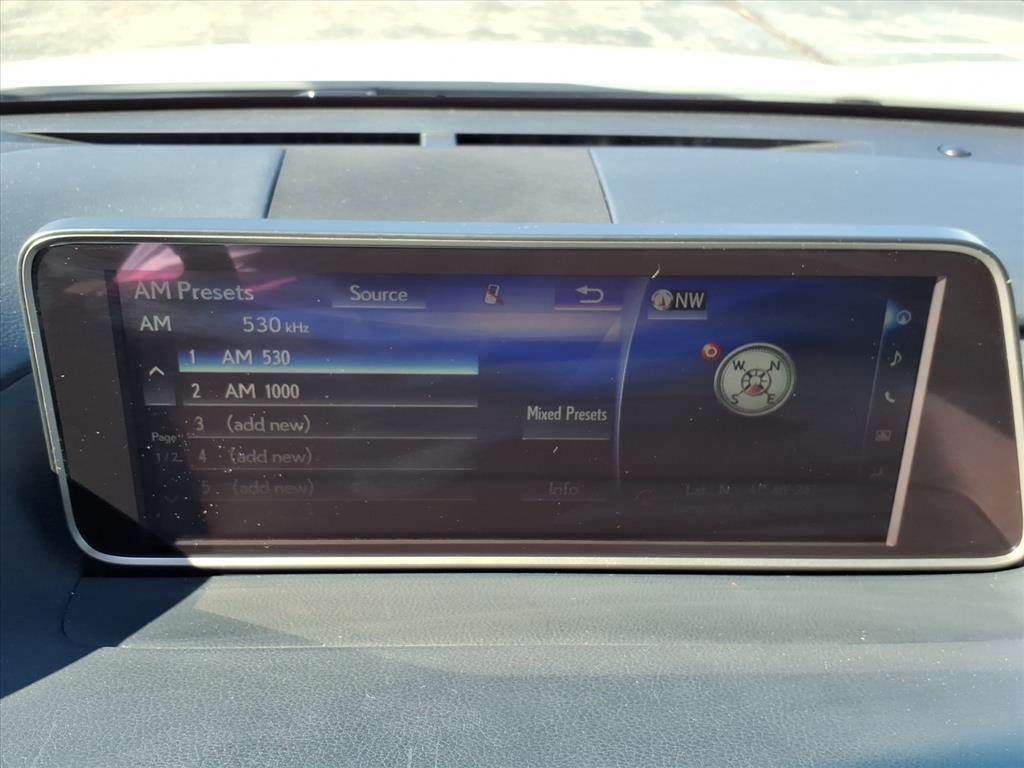 AM Presets Source NW
AM 530 kHz
1 AM 530
2 AM 1000
3 (add new)
Mixed Presets
Page 1/2
4 (add new)
5 (add new)
Info
W N
S E
Lat. N